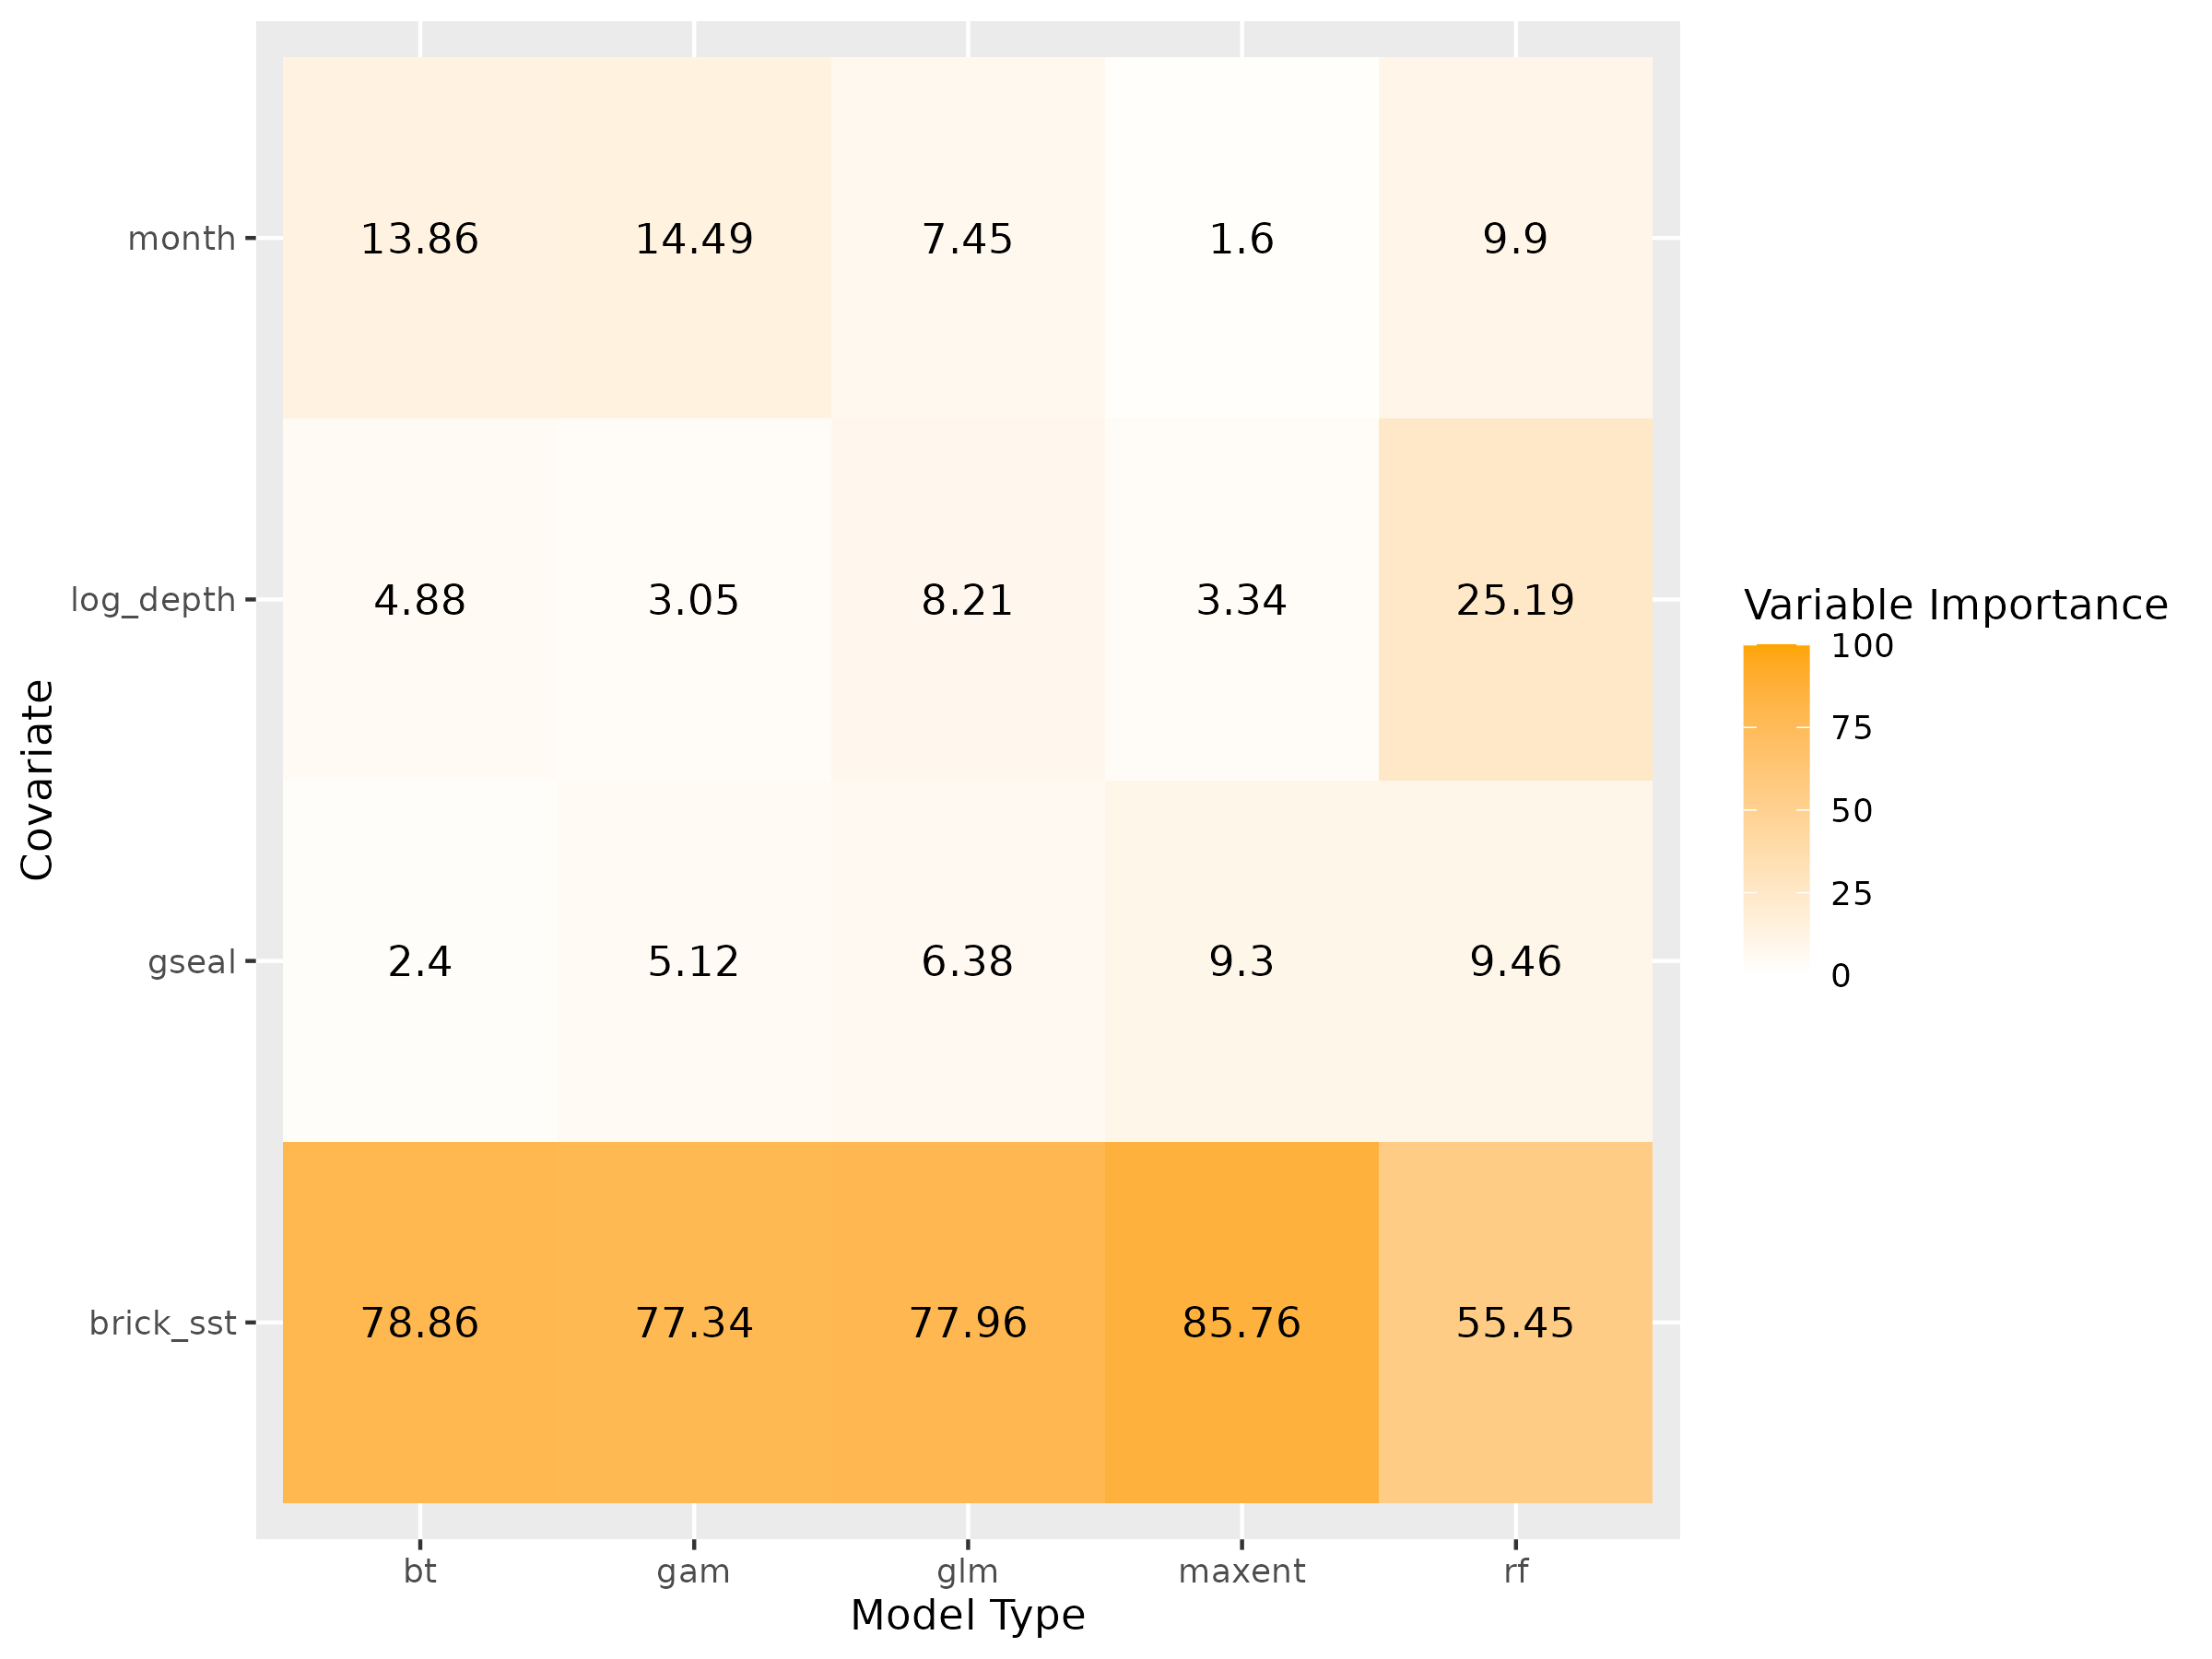 month 13.86 14.49 7.45 1.6 9.9
log_depth 4.88 3.05 8.21 3.34 25.19
gseal 2.4 5.12 6.38 9.3 9.46
brick_sst 78.86 77.34 77.96 85.76 55.45
bt gam glm maxent rf
Model Type
Covariate
Variable Importance
100
75
50
25
0